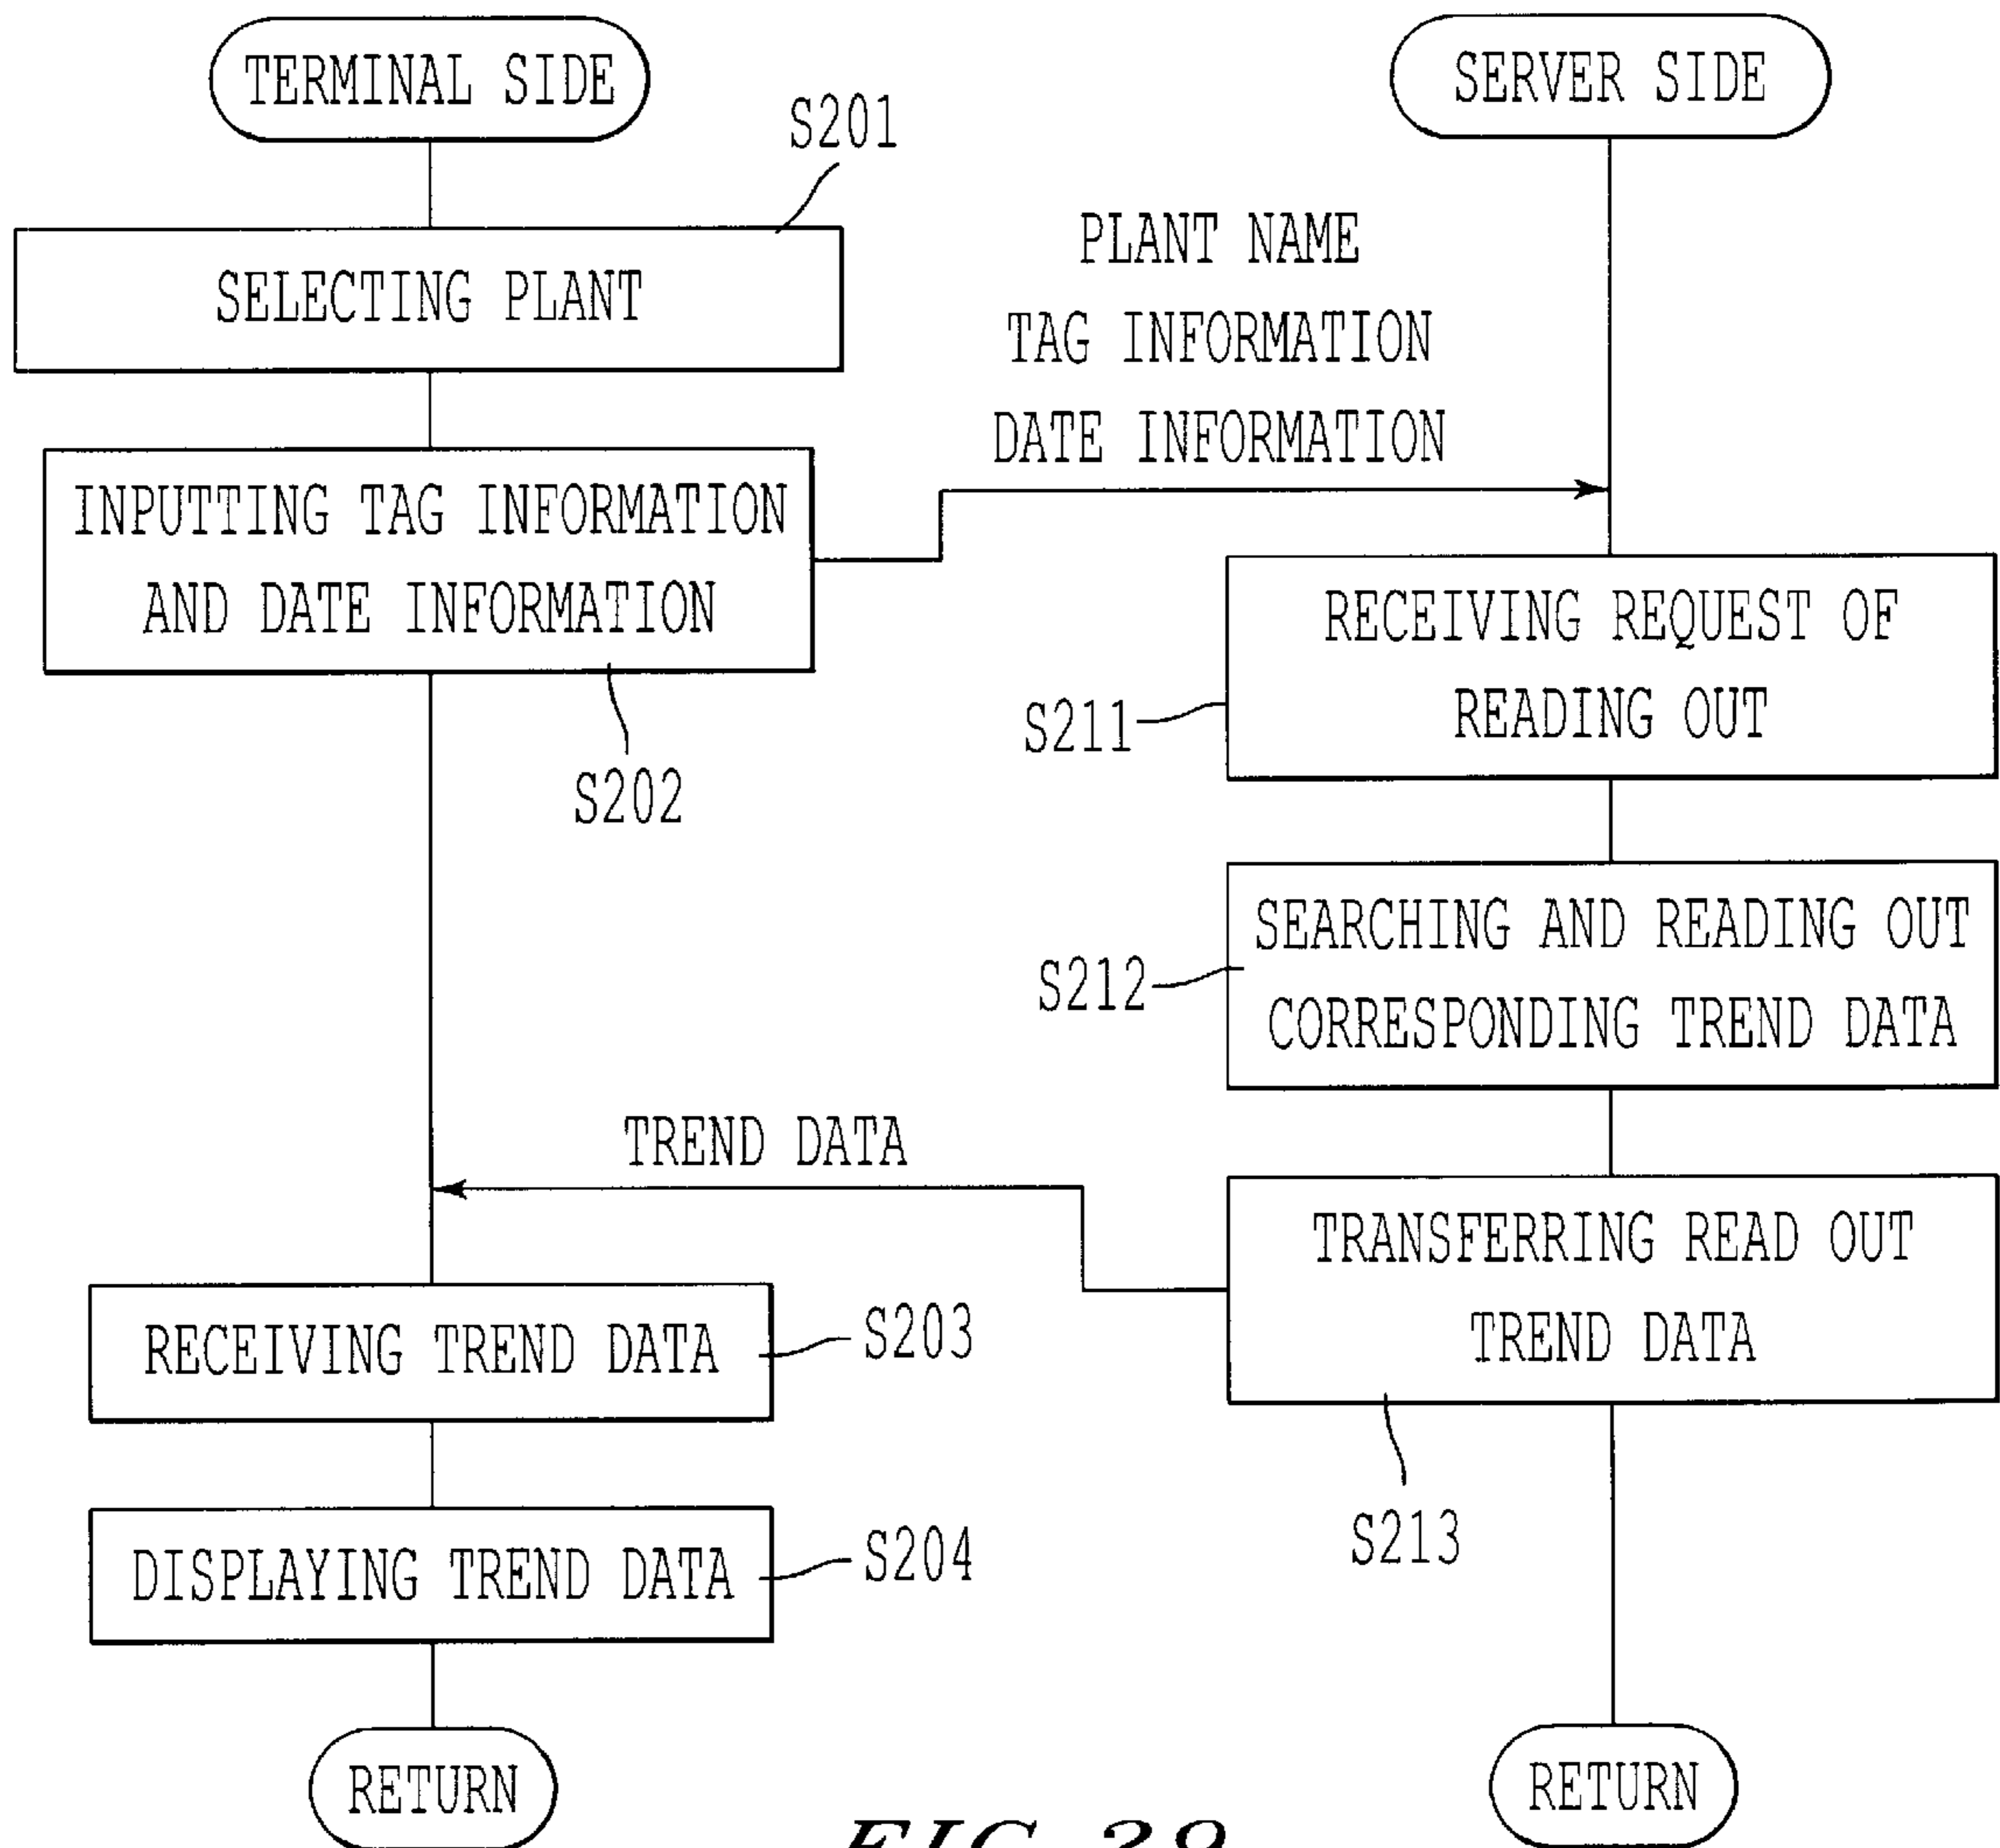 TERMINAL SIDE
SERVER SIDE
S201
SELECTING PLANT
PLANT NAME
TAG INFORMATION
DATE INFORMATION
INPUTTING TAG INFORMATION
AND DATE INFORMATION
S202
RECEIVING REQUEST OF
READING OUT
S211
SEARCHING AND READING OUT
CORRESPONDING TREND DATA
S212
TREND DATA
TRANSFERRING READ OUT
TREND DATA
S213
RECEIVING TREND DATA
S203
DISPLAYING TREND DATA
S204
RETURN
RETURN